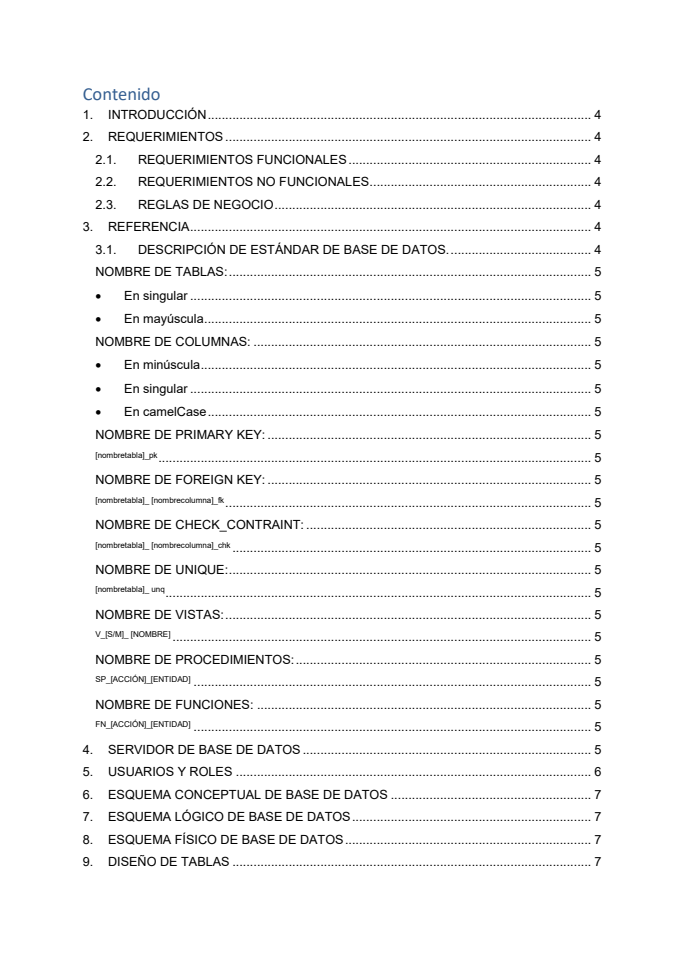 Contenido
1. INTRODUCCIÓN 4
2. REQUERIMIENTOS 4
2.1. REQUERIMIENTOS FUNCIONALES 4
2.2. REQUERIMIENTOS NO FUNCIONALES 4
2.3. REGLAS DE NEGOCIO 4
3. REFERENCIA 4
3.1. DESCRIPCIÓN DE ESTÁNDAR DE BASE DE DATOS. 4
NOMBRE DE TABLAS: 5
• En singular 5
• En mayúscula 5
NOMBRE DE COLUMNAS: 5
• En minúscula 5
• En singular 5
• En camelCase 5
NOMBRE DE PRIMARY KEY: 5
[nombretabla]_pk 5
NOMBRE DE FOREIGN KEY: 5
[nombretabla]_ [nombrecolumna]_fk 5
NOMBRE DE CHECK_CONTRAINT: 5
[nombretabla]_ [nombrecolumna]_chk 5
NOMBRE DE UNIQUE: 5
[nombretabla]_ unq 5
NOMBRE DE VISTAS: 5
V_[S/M]_ [NOMBRE] 5
NOMBRE DE PROCEDIMIENTOS: 5
SP_[ACCIÓN]_[ENTIDAD] 5
NOMBRE DE FUNCIONES: 5
FN_[ACCIÓN]_[ENTIDAD] 5
4. SERVIDOR DE BASE DE DATOS 5
5. USUARIOS Y ROLES 6
6. ESQUEMA CONCEPTUAL DE BASE DE DATOS 7
7. ESQUEMA LÓGICO DE BASE DE DATOS 7
8. ESQUEMA FÍSICO DE BASE DE DATOS 7
9. DISEÑO DE TABLAS 7